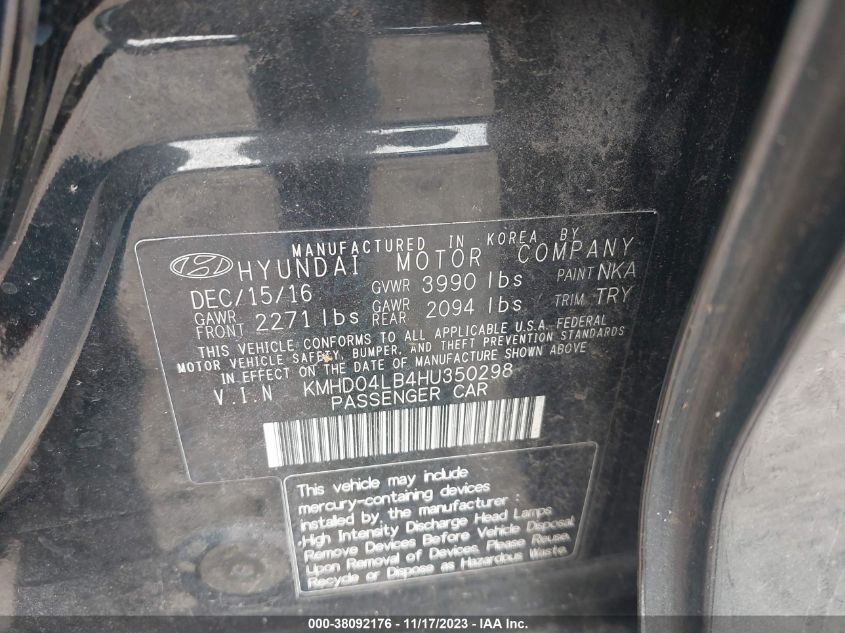 MANUFACTURED IN KOREA BY
HYUNDAI MOTOR COMPANY
DEC/15/16 GVWR 3990 lbs PAINT NKA
GAWR FRONT 2271 lbs GAWR REAR 2094 lbs TRIM TRY
THIS VEHICLE CONFORMS TO ALL APPLICABLE U.S.A. FEDERAL
MOTOR VEHICLE SAFETY, BUMPER, AND THEFT PREVENTION STANDARDS
IN EFFECT ON THE DATE OF MANUFACTURE SHOWN ABOVE
V I N KMHD04LB4HU350298
PASSENGER CAR
This vehicle may include
mercury-containing devices
installed by the manufacturer :
·High Intensity Discharge Head Lamps
Remove Devices Before Vehicle Disposal
Upon Removal of Devices, Please Reuse,
Recycle or Dispose as Hazardous Waste.
000-38092176 - 11/17/2023 - IAA Inc.